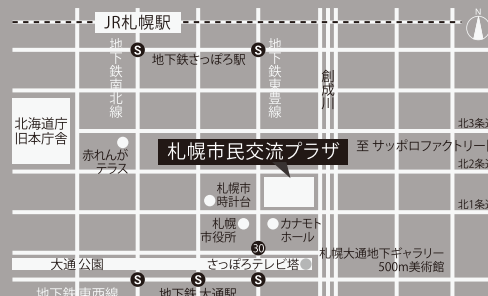 JR札幌駅
N
S
S
地下鉄さっぽろ駅
地下鉄南北線
地下鉄東豊線
創成川
北海道庁
旧本庁舎
北3条通
赤れんが
テラス
札幌市民交流プラザ
至 サッポロファクトリー
北2条
札幌市
時計台
北1条
札幌
市役所
カナモト
ホール
30
札幌大通地下ギャラリー
500m美術館
大通公園
さっぽろテレビ塔
S
S
S
地下鉄東西線
地下鉄大通駅